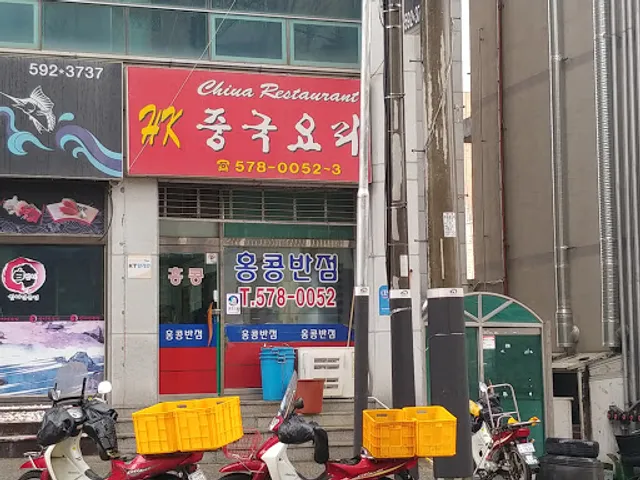 592*3737
China Restaurant
HK 중국요리
☎578-0052~3
홍콩
홍콩반점
T.578-0052
홍콩반점
홍콩반점
홍콩반점